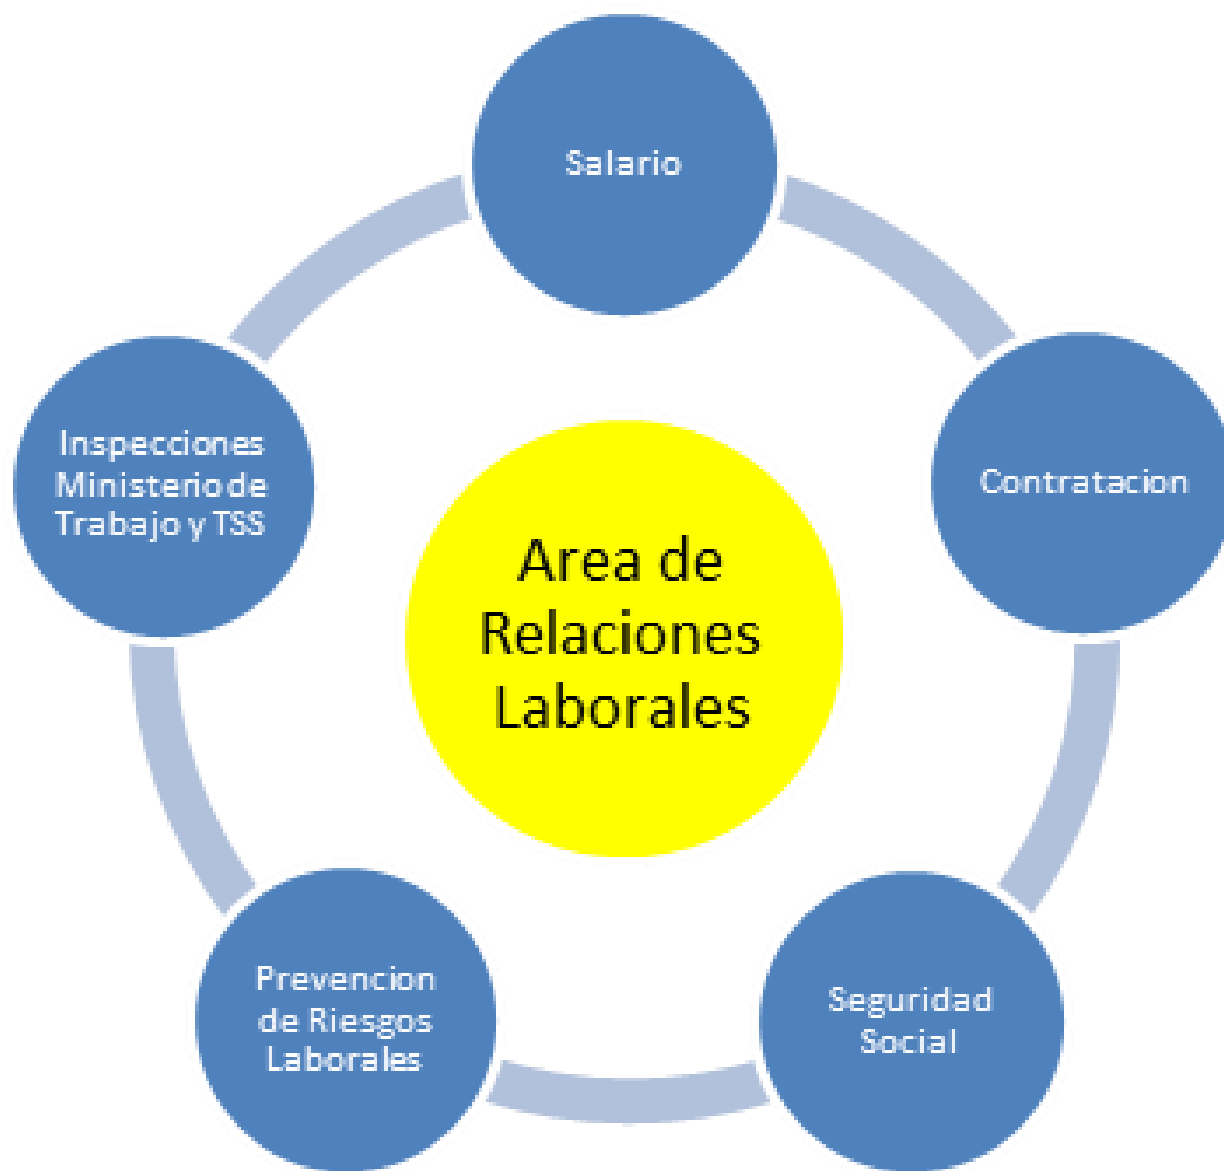 Salario
Contratacion
Seguridad
Social
Prevencion
de Riesgos
Laborales
Inspecciones
Ministerio de
Trabajo y TSS
Area de
Relaciones
Laborales